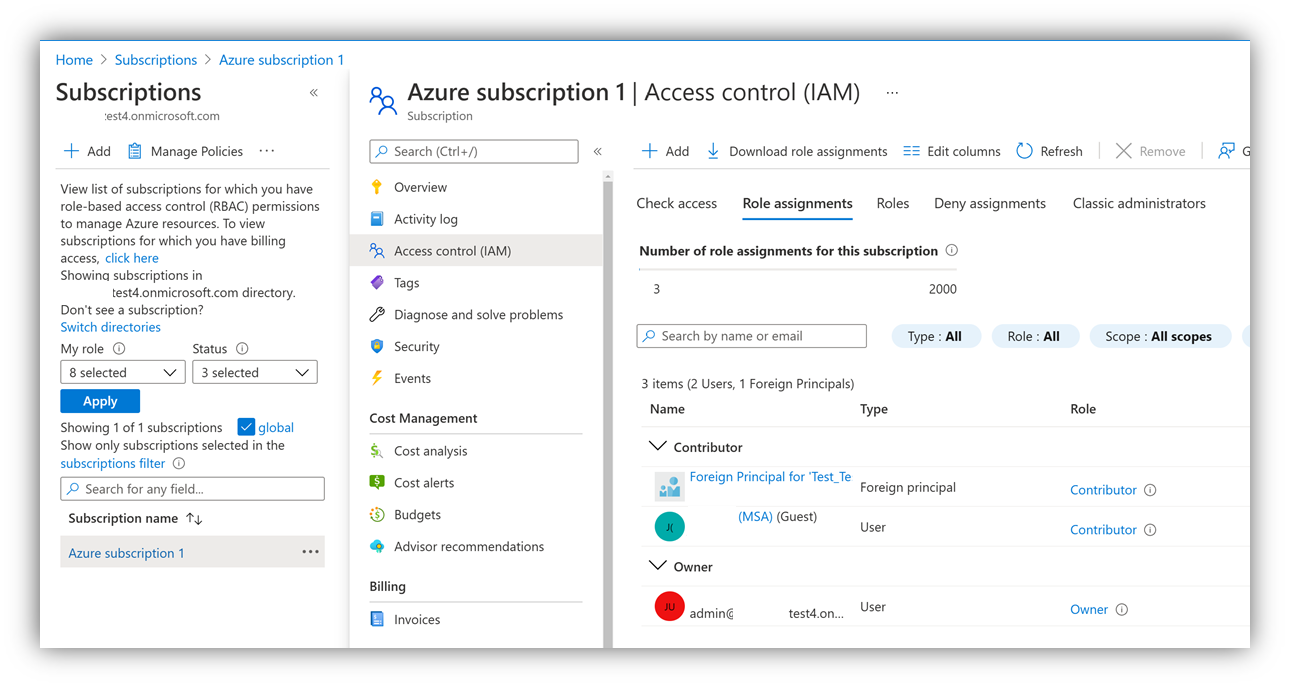 Home > Subscriptions > Azure subscription 1
Subscriptions «
test4.onmicrosoft.com
+ Add Manage Policies ...
View list of subscriptions for which you have
role-based access control (RBAC) permissions
to manage Azure resources. To view
subscriptions for which you have billing
access, click here
Showing subscriptions in
test4.onmicrosoft.com directory.
Don't see a subscription?
Switch directories
My role Status
8 selected 3 selected
Apply
Showing 1 of 1 subscriptions global
Show only subscriptions selected in the
subscriptions filter
Search for any field...
Subscription name ↑↓
Azure subscription 1 ...
Azure subscription 1 | Access control (IAM) ...
Subscription
Search (Ctrl+/) «
Overview
Activity log
Access control (IAM)
Tags
Diagnose and solve problems
Security
Events
Cost Management
Cost analysis
Cost alerts
Budgets
Advisor recommendations
Billing
Invoices
+ Add Download role assignments Edit columns Refresh Remove G
Check access Role assignments Roles Deny assignments Classic administrators
Number of role assignments for this subscription
3 2000
Search by name or email Type : All Role : All Scope : All scopes
3 items (2 Users, 1 Foreign Principals)
Name Type Role
Contributor
Foreign Principal for 'Test_Te Foreign principal Contributor
J( (MSA) (Guest) User Contributor
Owner
JU admin@ test4.on... User Owner